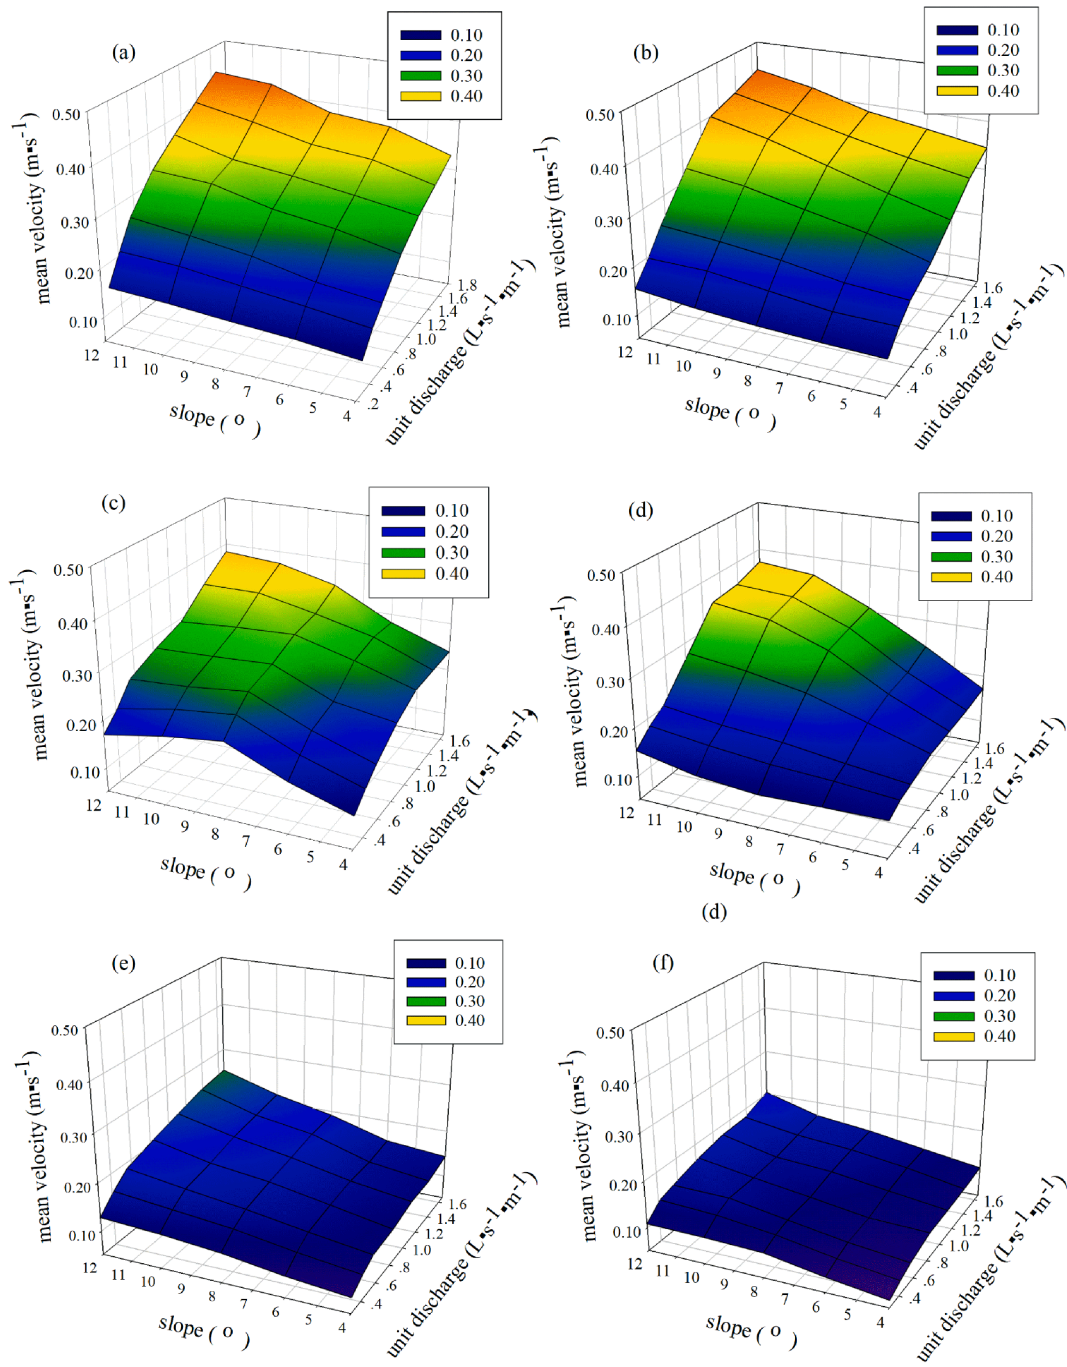 (a)
0.10
0.20
0.30
0.40
mean velocity (m▪s⁻¹)
0.50
0.40
0.30
0.20
0.10
12 11 10 9 8 7 6 5 4
slope ( o )
.2 .4 .6 .8 1.0 1.2 1.4 1.6 1.8
unit discharge (L▪s⁻¹▪m⁻¹)
(b)
0.10
0.20
0.30
0.40
mean velocity (m▪s⁻¹)
0.50
0.40
0.30
0.20
0.10
12 11 10 9 8 7 6 5 4
slope ( o )
.4 .6 .8 1.0 1.2 1.4 1.6
unit discharge (L▪s⁻¹▪m⁻¹)
(c)
0.10
0.20
0.30
0.40
mean velocity (m▪s⁻¹)
0.50
0.40
0.30
0.20
0.10
12 11 10 9 8 7 6 5 4
slope ( o )
.4 .6 .8 1.0 1.2 1.4 1.6
unit discharge (L▪s⁻¹▪m⁻¹)
(d)
0.10
0.20
0.30
0.40
mean velocity (m▪s⁻¹)
0.50
0.40
0.30
0.20
0.10
12 11 10 9 8 7 6 5 4
slope ( o )
.4 .6 .8 1.0 1.2 1.4 1.6
unit discharge (L▪s⁻¹▪m⁻¹)
(d)
(e)
0.10
0.20
0.30
0.40
mean velocity (m▪s⁻¹)
0.50
0.40
0.30
0.20
0.10
12 11 10 9 8 7 6 5 4
slope ( o )
.4 .6 .8 1.0 1.2 1.4 1.6
unit discharge (L▪s⁻¹▪m⁻¹)
(f)
0.10
0.20
0.30
0.40
mean velocity (m▪s⁻¹)
0.50
0.40
0.30
0.20
0.10
12 11 10 9 8 7 6 5 4
slope ( o )
.4 .6 .8 1.0 1.2 1.4 1.6
unit discharge (L▪s⁻¹▪m⁻¹)